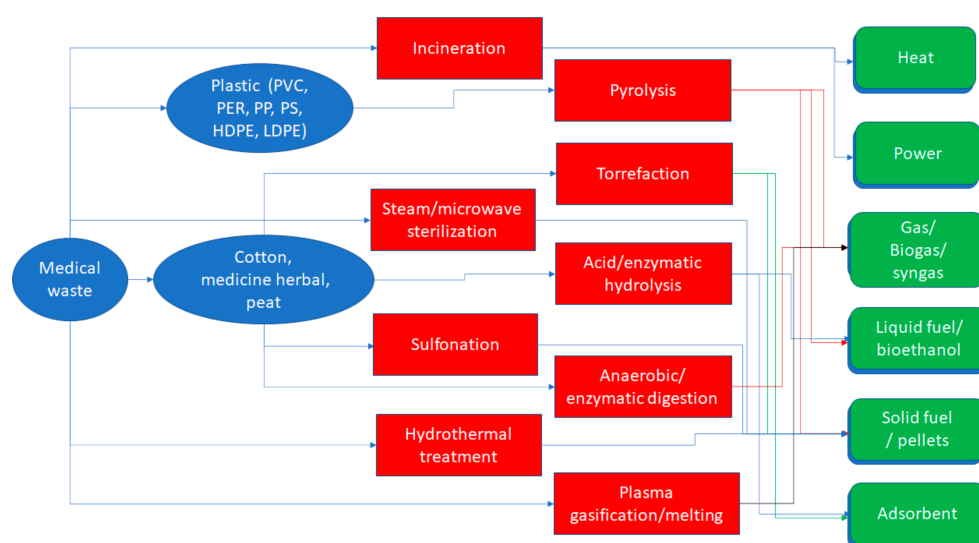 Incineration
Heat
Plastic (PVC,
PER, PP, PS,
HDPE, LDPE)
Pyrolysis
Power
Torrefaction
Steam/microwave
sterilization
Gas/
Biogas/
syngas
Medical
waste
Cotton,
medicine herbal,
peat
Acid/enzymatic
hydrolysis
Liquid fuel/
bioethanol
Sulfonation
Anaerobic/
enzymatic digestion
Solid fuel
/ pellets
Hydrothermal
treatment
Plasma
gasification/melting
Adsorbent